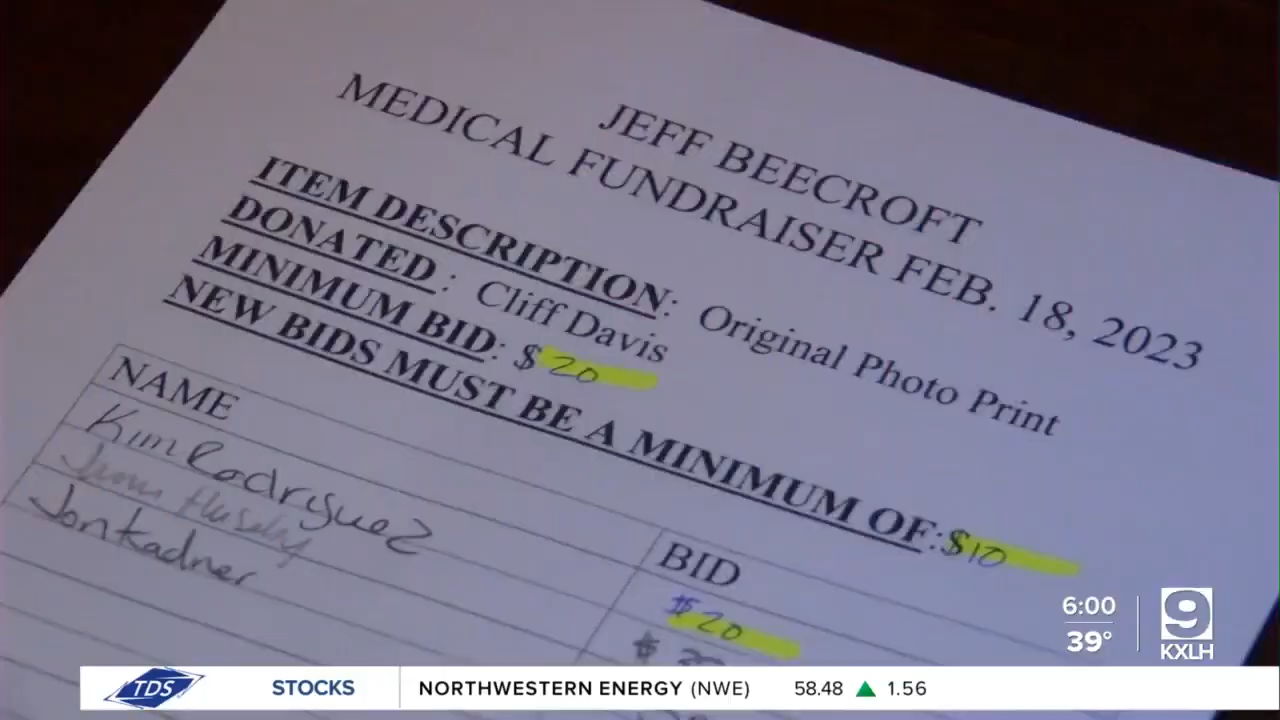 JEFF BEECROFT
MEDICAL FUNDRAISER FEB. 18, 2023
ITEM DESCRIPTION: Original Photo Print
DONATED: Cliff Davis
MINIMUM BID: $20
NEW BIDS MUST BE A MINIMUM OF:$10
NAME
BID
Kim Rodriguez
$20
$
Jon Kadner
6:00
39°
9
KXLH
TDS
STOCKS
NORTHWESTERN ENERGY (NWE) 58.48 ▲ 1.56